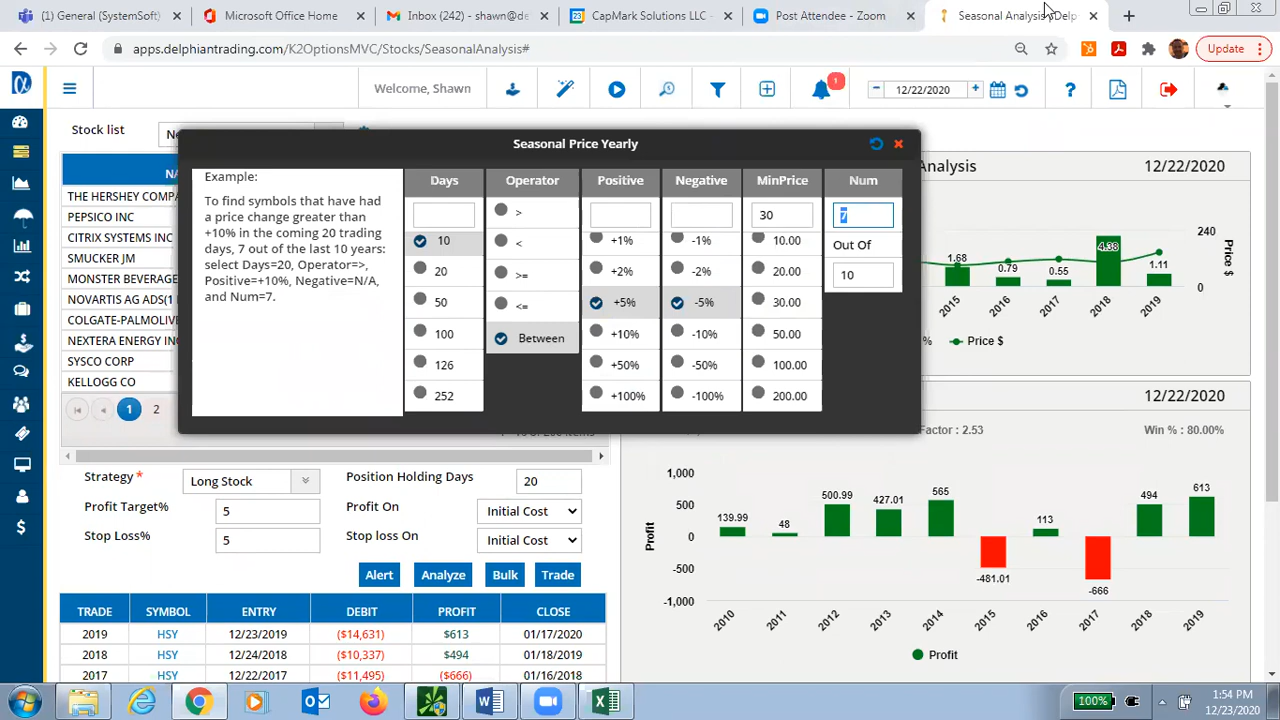 General (SystemSoft
Microsoft Office Home
Inbox (242) - shawn@de
CapMark Solutions LLC -
Post Attendee - Zoom
Seasonal Analysis|Delp
apps.delphiantrading.com/K2OptionsMVC/Stocks/SeasonalAnalysis#
Update
Welcome, Shawn
1
12/22/2020
Stock list
Seasonal Price Yearly
Analysis
12/22/2020
THE HERSHEY COMP
PEPSICO INC
CITRIX SYSTEMS INC
SMUCKER JM
MONSTER BEVERAGE
NOVARTIS AG ADS(1
COLGATE-PALMOLIV
NEXTERA ENERGY IN
SYSCO CORP
KELLOGG CO
1 2
Example:
To find symbols that have had
a price change greater than
+10% in the coming 20 trading
days, 7 out of the last 10 years:
select Days=20, Operator=>,
Positive=+10%, Negative=N/A,
and Num=7.
Days
10
20
50
100
126
252
Operator
>
<
>=
<=
Between
Positive
+1%
+2%
+5%
+10%
+50%
+100%
Negative
-1%
-2%
-5%
-10%
-50%
-100%
MinPrice
30
10.00
20.00
30.00
50.00
100.00
200.00
Num
7
Out Of
10
1.68 0.79 0.55 4.38 1.11
240
0
Price $
2015 2016 2017 2018 2019
% Price $
12/22/2020
Factor : 2.53 Win % : 80.00%
Strategy * Long Stock
Position Holding Days 20
Profit Target% 5
Profit On Initial Cost
Stop Loss% 5
Stop loss On Initial Cost
Alert Analyze Bulk Trade
TRADE SYMBOL ENTRY DEBIT PROFIT CLOSE
2019 HSY 12/23/2019 ($14,631) $613 01/17/2020
2018 HSY 12/24/2018 ($10,337) $494 01/18/2019
2017 HSY 12/22/2017 ($11,495) ($666) 01/16/2018
Profit
1,000
500
0
-500
-1,000
139.99 48 500.99 427.01 565 -481.01 113 -666 494 613
2010 2011 2012 2013 2014 2015 2016 2017 2018 2019
Profit
100%
1:54 PM
12/23/2020